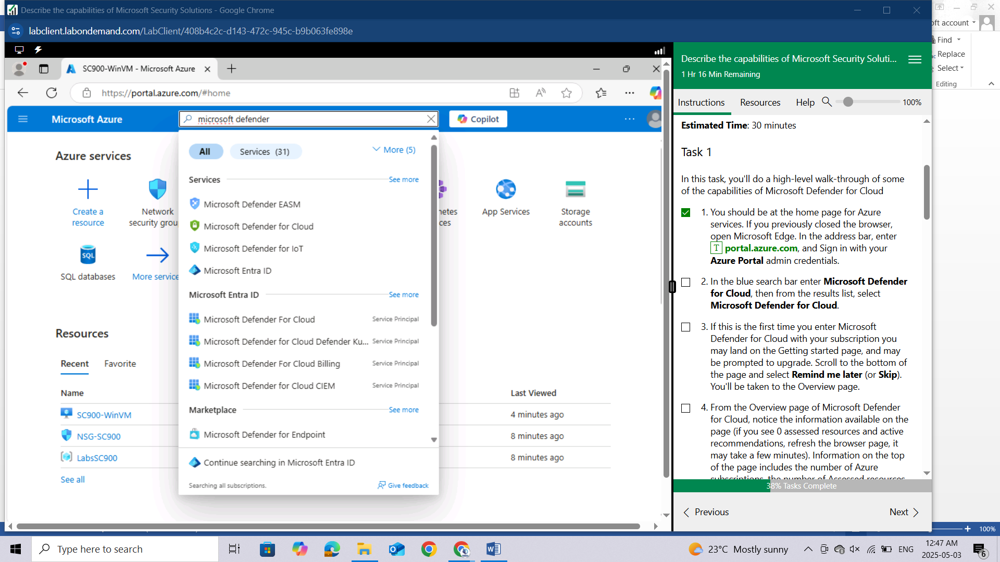 Describe the capabilities of Microsoft Security Solutions - Google Chrome
labclient.labondemand.com/LabClient/408b4c2c-d143-472c-945c-b9b063fe898e
SC900-WinVM - Microsoft Azure
https://portal.azure.com/#home
Microsoft Azure
microsoft defender
Copilot
All
Services (31)
More (5)
Azure services
Services
See more
Create a
resource
Network
security grou
Microsoft Defender EASM
Microsoft Defender for Cloud
Microsoft Defender for IoT
Microsoft Entra ID
netes
ces
App Services
Storage
accounts
SQL
SQL databases
More service
Microsoft Entra ID
See more
Microsoft Defender For Cloud
Service Principal
Microsoft Defender for Cloud Defender Ku...
Service Principal
Microsoft Defender For Cloud Billing
Service Principal
Microsoft Defender for Cloud CIEM
Service Principal
Marketplace
See more
Microsoft Defender for Endpoint
Continue searching in Microsoft Entra ID
Searching all subscriptions.
Give feedback
Resources
Recent
Favorite
Name
Last Viewed
SC900-WinVM
4 minutes ago
NSG-SC900
8 minutes ago
LabsSC900
8 minutes ago
See all
Describe the capabilities of Microsoft Security Soluti...
1 Hr 16 Min Remaining
Instructions
Resources
Help
100%
Estimated Time: 30 minutes
Task 1
In this task, you'll do a high-level walk-through of some
of the capabilities of Microsoft Defender for Cloud
1. You should be at the home page for Azure
services. If you previously closed the browser,
open Microsoft Edge. In the address bar, enter
T portal.azure.com, and Sign in with your
Azure Portal admin credentials.
2. In the blue search bar enter Microsoft Defender
for Cloud, then from the results list, select
Microsoft Defender for Cloud.
3. If this is the first time you enter Microsoft
Defender for Cloud with your subscription you
may land on the Getting started page, and may
be prompted to upgrade. Scroll to the bottom of
the page and select Remind me later (or Skip).
You'll be taken to the Overview page.
4. From the Overview page of Microsoft Defender
for Cloud, notice the information available on the
page (if you see 0 assessed resources and active
recommendations, refresh the browser page, it
may take a few minutes). Information on the top
of the page includes the number of Azure
subscriptions, the number of Assessed resources
38% Tasks Complete
Previous
Next
oft account
Find
Replace
Select
Editing
100%
Type here to search
23°C Mostly sunny
ENG
12:47 AM
2025-05-03
6